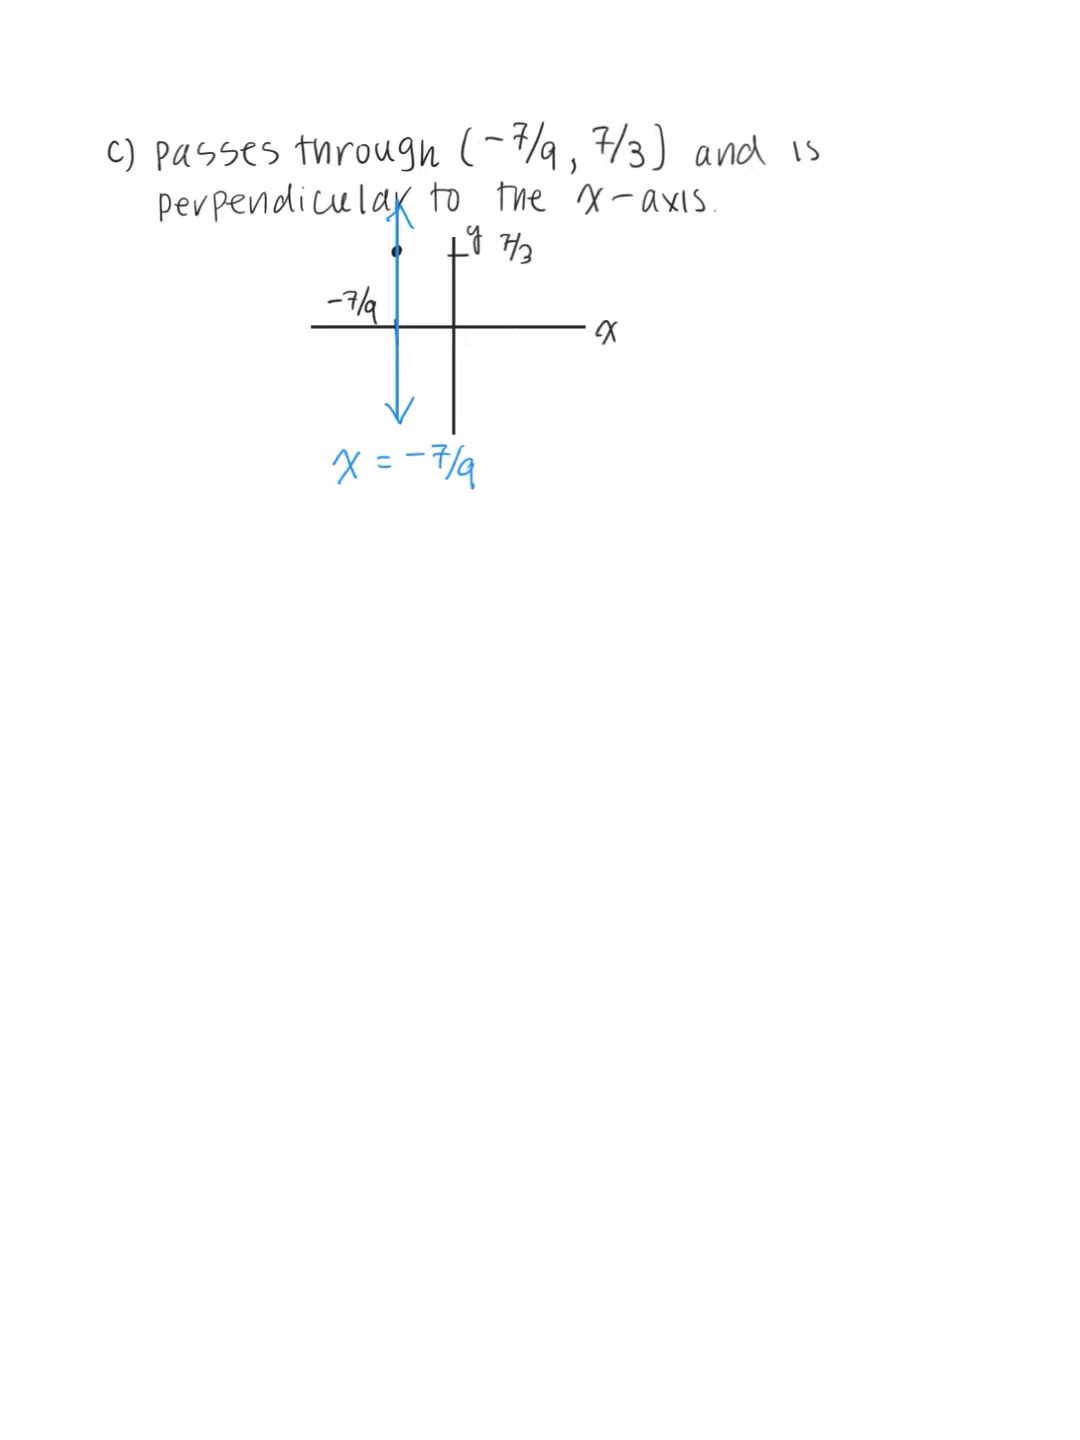 c) passes through (-7/9, 7/3) and is
perpendicular to the x-axis.
y 7/3
-7/9
x
x = -7/9